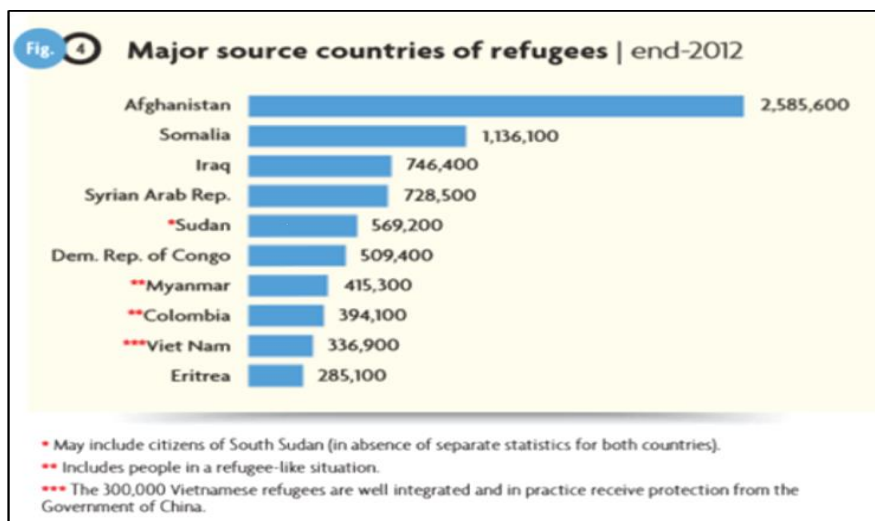 Fig. 4 Major source countries of refugees | end-2012
Afghanistan 2,585,600
Somalia 1,136,100
Iraq 746,400
Syrian Arab Rep. 728,500
*Sudan 569,200
Dem. Rep. of Congo 509,400
**Myanmar 415,300
**Colombia 394,100
***Viet Nam 336,900
Eritrea 285,100
* May include citizens of South Sudan (in absence of separate statistics for both countries).
** Includes people in a refugee-like situation.
*** The 300,000 Vietnamese refugees are well integrated and in practice receive protection from the
Government of China.